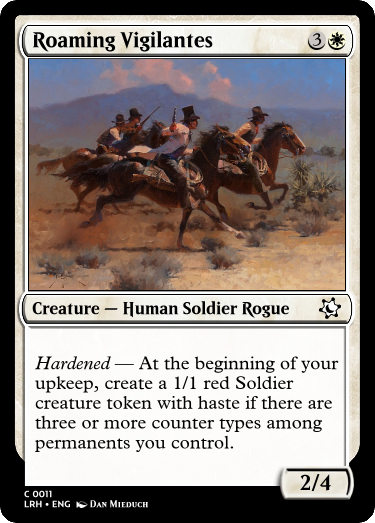 Roaming Vigilantes 3
Creature — Human Soldier Rogue
Hardened — At the beginning of your
upkeep, create a 1/1 red Soldier
creature token with haste if there are
three or more counter types among
permanents you control.
2/4
C 0011
LRH • ENG Dan Mieduch